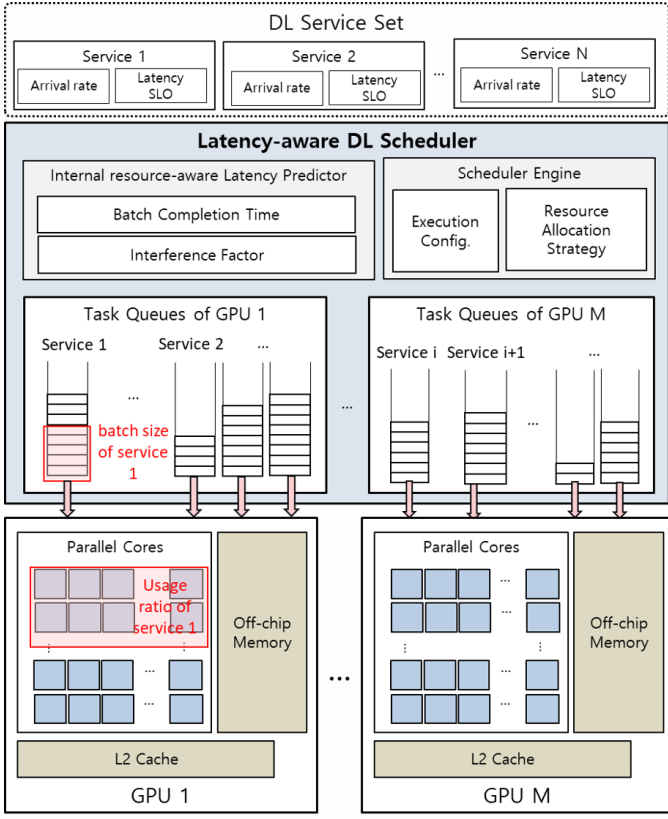 DL Service Set
Service 1
Arrival rate
Latency
SLO
Service 2
Arrival rate
Latency
SLO
...
Service N
Arrival rate
Latency
SLO
Latency-aware DL Scheduler
Internal resource-aware Latency Predictor
Batch Completion Time
Interference Factor
Scheduler Engine
Execution
Config.
Resource
Allocation
Strategy
Task Queues of GPU 1
Service 1
...
Service 2
...
batch size
of service
1
...
Task Queues of GPU M
Service i
Service i+1
...
...
Parallel Cores
Usage
ratio of
service 1
...
...
...
...
Off-chip
Memory
L2 Cache
GPU 1
...
Parallel Cores
...
...
...
...
...
...
Off-chip
Memory
L2 Cache
GPU M